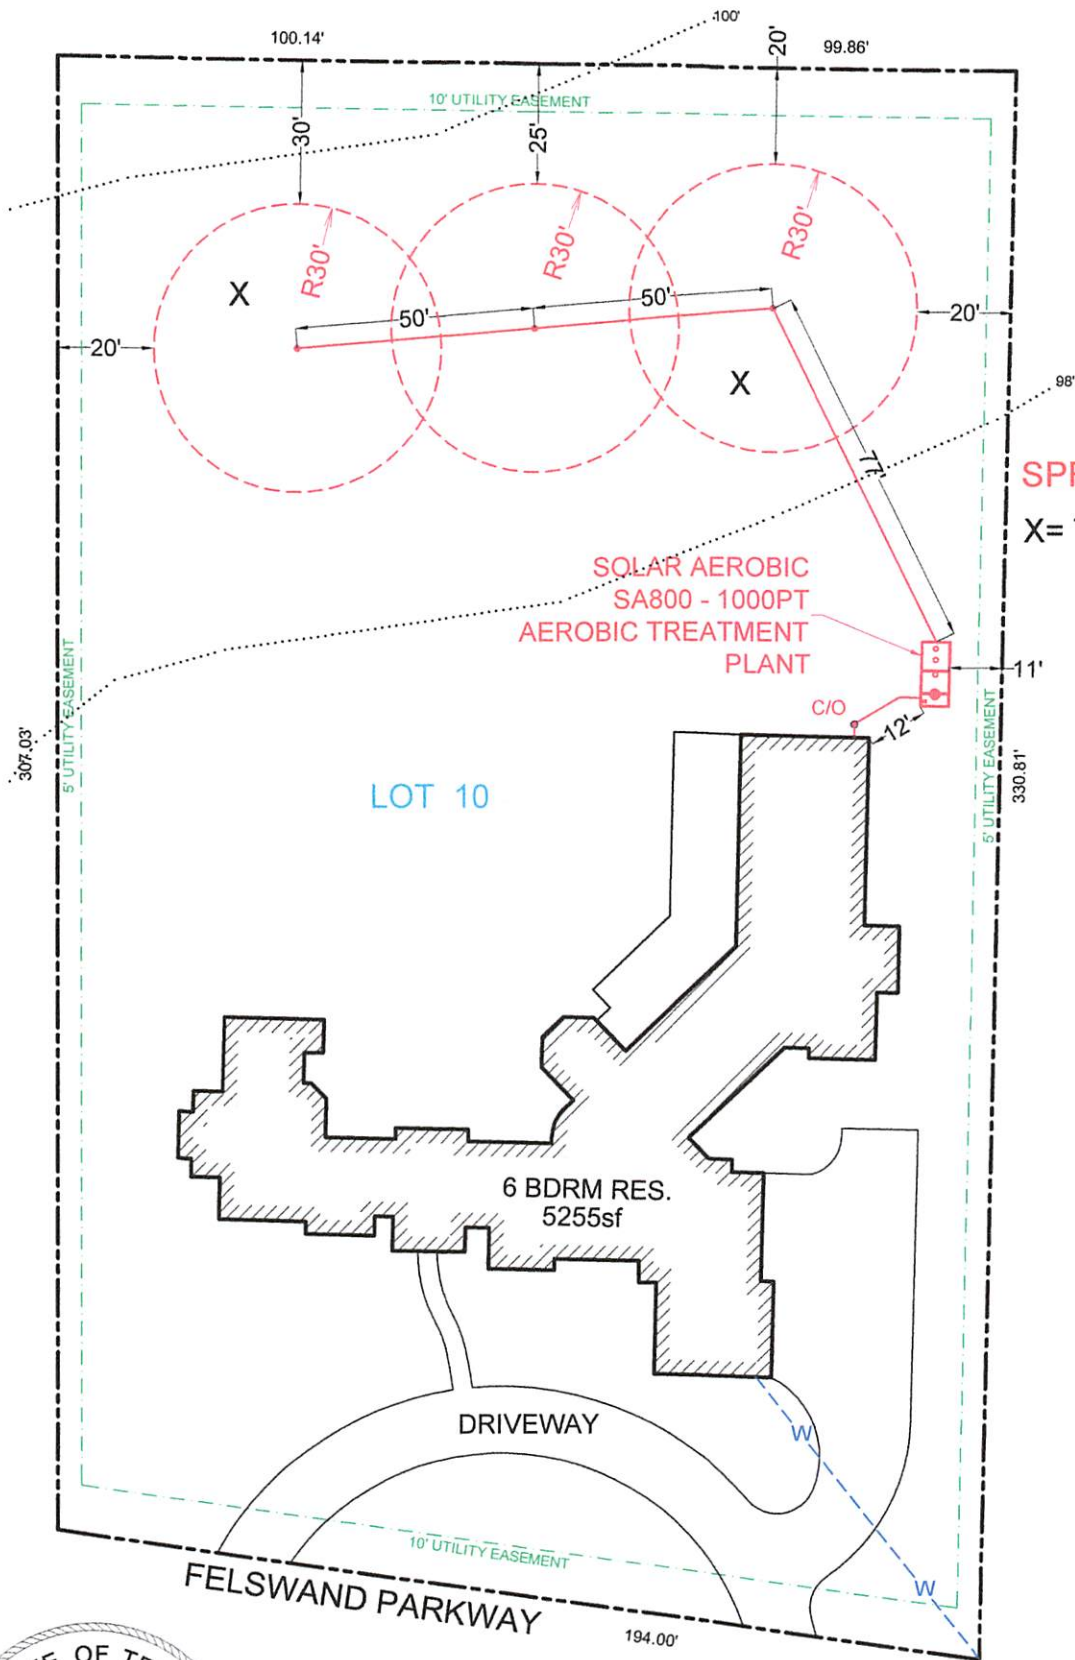 100'
100.14'
20'
99.86'
10' UTILITY EASEMENT
30'
25'
R30'
R30'
R30'
X
50'
50'
20'
20'
X
98'
77'
X=
SOLAR AEROBIC
SA800 - 1000PT
AEROBIC TREATMENT
PLANT
11'
C/O
12'
5' UTILITY EASEMENT
307.03'
5' UTILITY EASEMENT
330.81'
LOT 10
6 BDRM RES.
5255sf
DRIVEWAY
W
W
10' UTILITY EASEMENT
FELSWAND PARKWAY
194.00'
OF